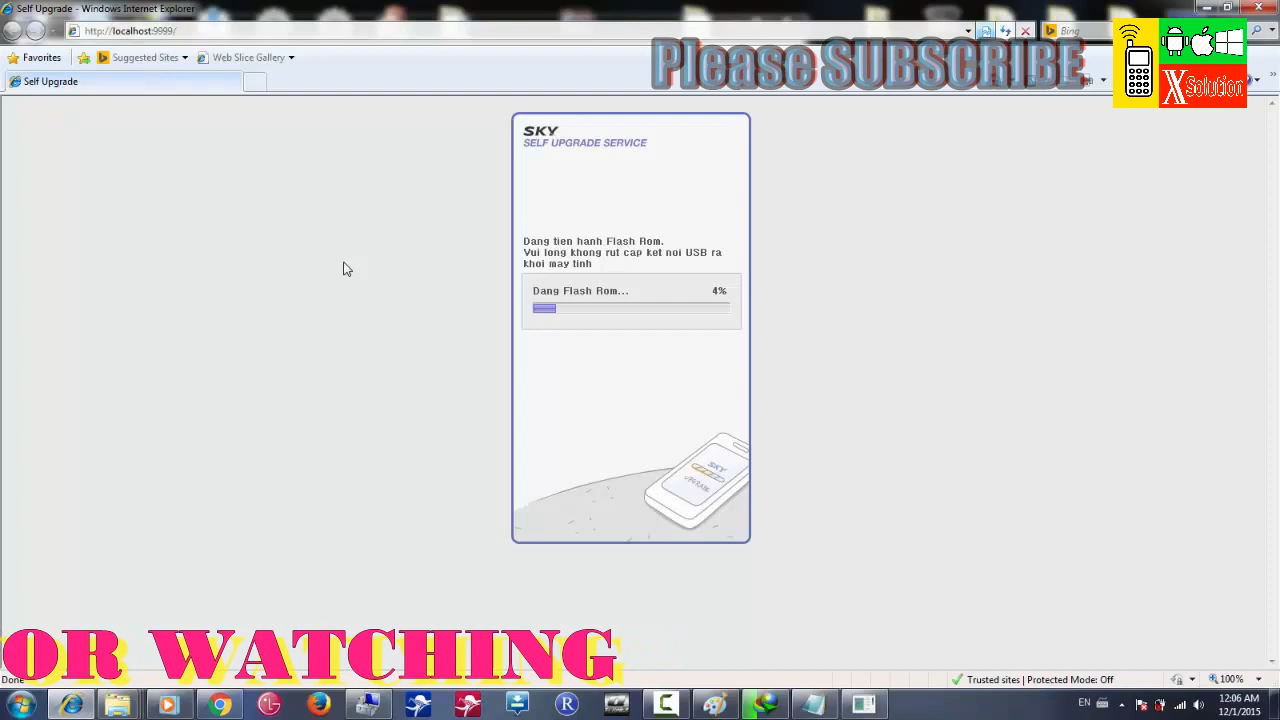 Self Upgrade - Windows Internet Explorer
http://localhost:9999/
Bing
Favorites
Suggested Sites
Web Slice Gallery
Please SUBSCRIBE
X Solution
Self Upgrade
SKY
SELF UPGRADE SERVICE
Dang tien hanh Flash Rom.
Vui long khong rut cap ket noi USB ra
khoi may tinh
Dang Flash Rom... 4%
SKY
UPGRADE
OR WATCHING
Done
Trusted sites | Protected Mode: Off
100%
EN
12:06 AM
12/1/2015